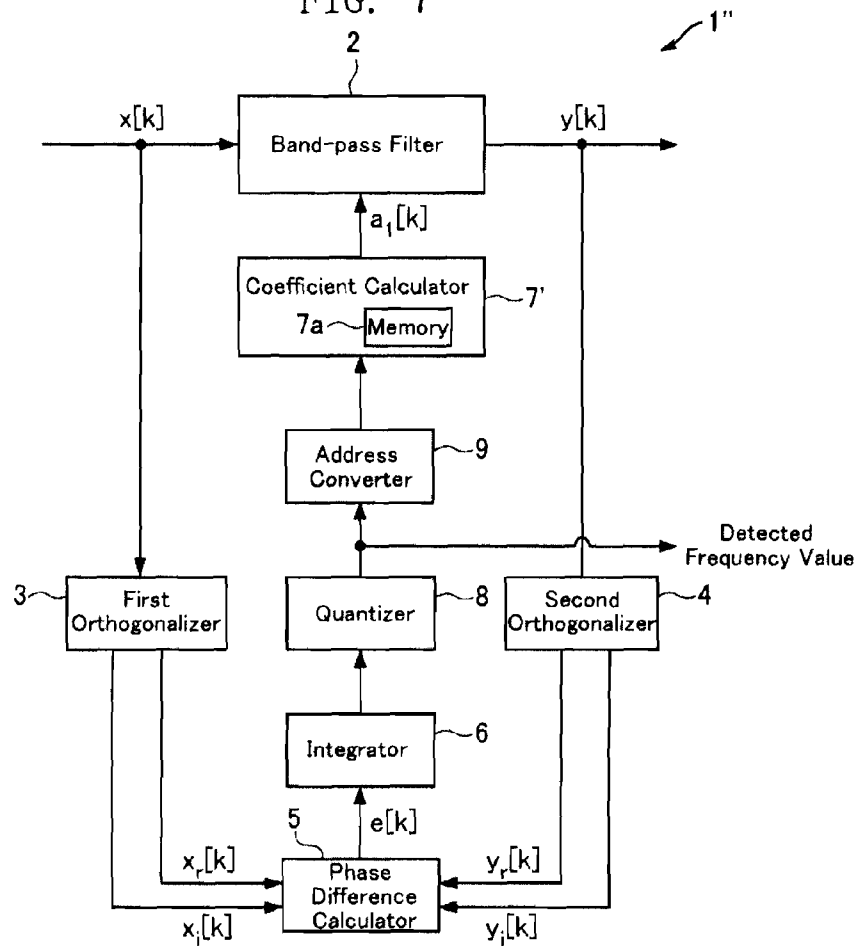 FIG. 7
1"
2
x[k]
Band-pass Filter
y[k]
a1[k]
Coefficient Calculator
7'
7a
Memory
Address
Converter
9
Detected
Frequency Value
3
First
Orthogonalizer
Quantizer
8
Second
Orthogonalizer
4
Integrator
6
5
e[k]
xr[k]
Phase
Difference
Calculator
yr[k]
xi[k]
yi[k]